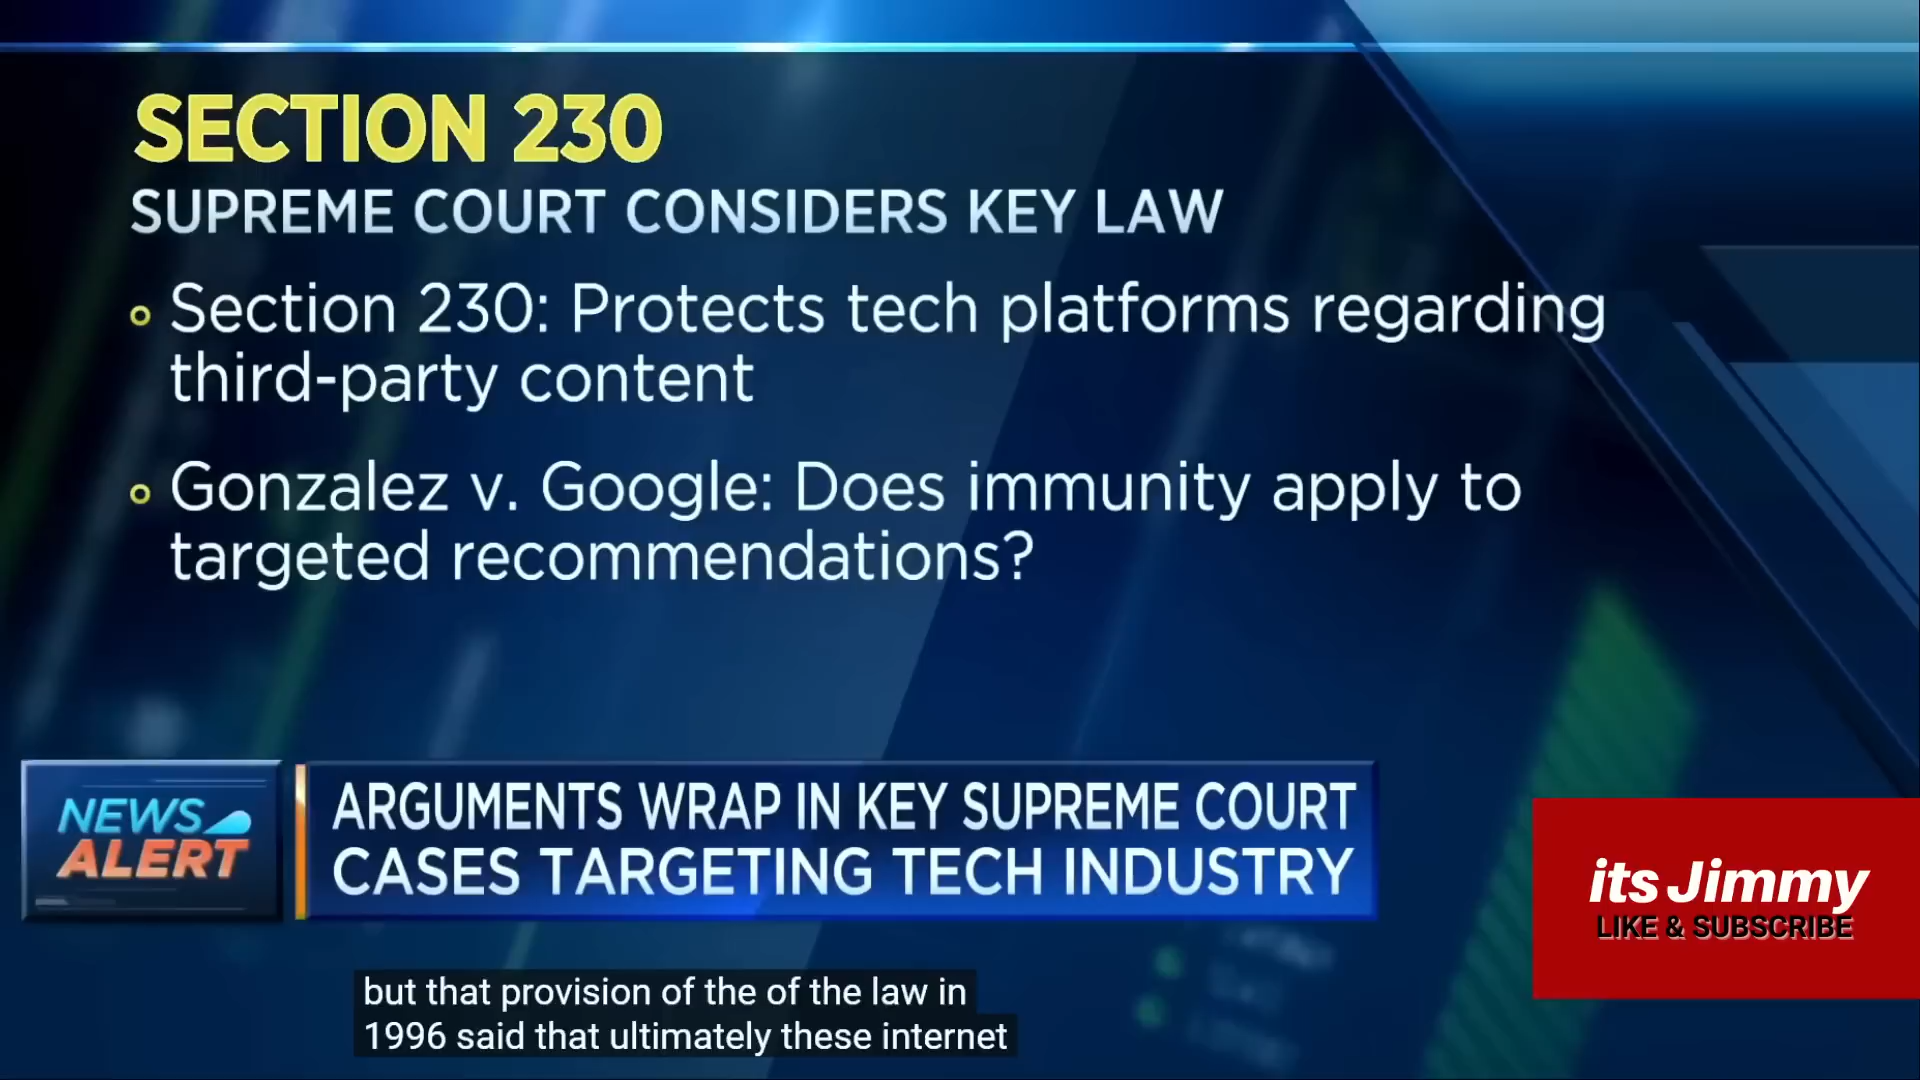 SECTION 230
SUPREME COURT CONSIDERS KEY LAW
Section 230: Protects tech platforms regarding
third-party content
Gonzalez v. Google: Does immunity apply to
targeted recommendations?
NEWS
ALERT
ARGUMENTS WRAP IN KEY SUPREME COURT
CASES TARGETING TECH INDUSTRY
its Jimmy
LIKE & SUBSCRIBE
but that provision of the of the law in
1996 said that ultimately these internet